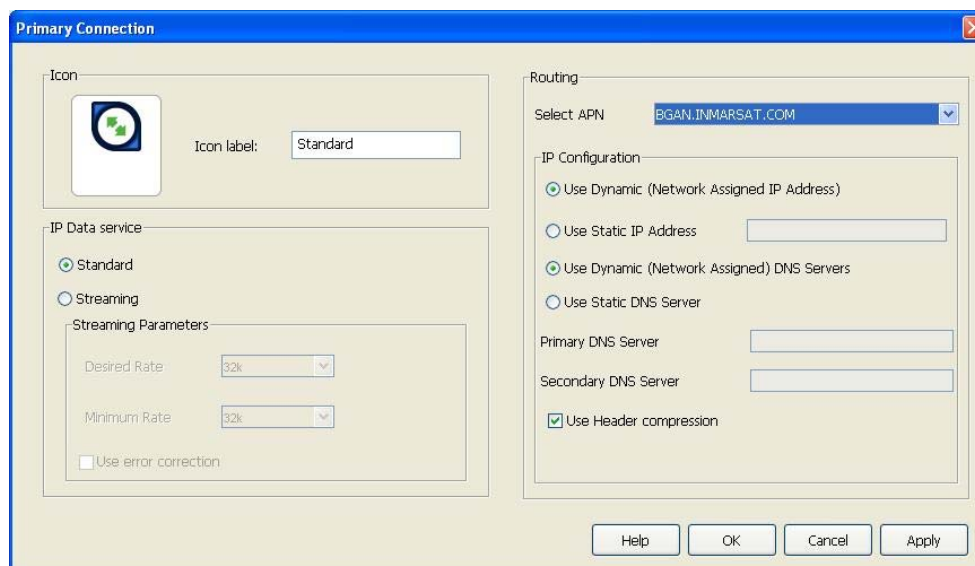 Primary Connection
Icon
Icon label:
Standard
IP Data service
Standard
Streaming
Streaming Parameters
Desired Rate
32k
Minimum Rate
32k
Use error correction
Routing
Select APN
BGAN.INMARSAT.COM
IP Configuration
Use Dynamic (Network Assigned IP Address)
Use Static IP Address
Use Dynamic (Network Assigned) DNS Servers
Use Static DNS Server
Primary DNS Server
Secondary DNS Server
Use Header compression
Help
OK
Cancel
Apply